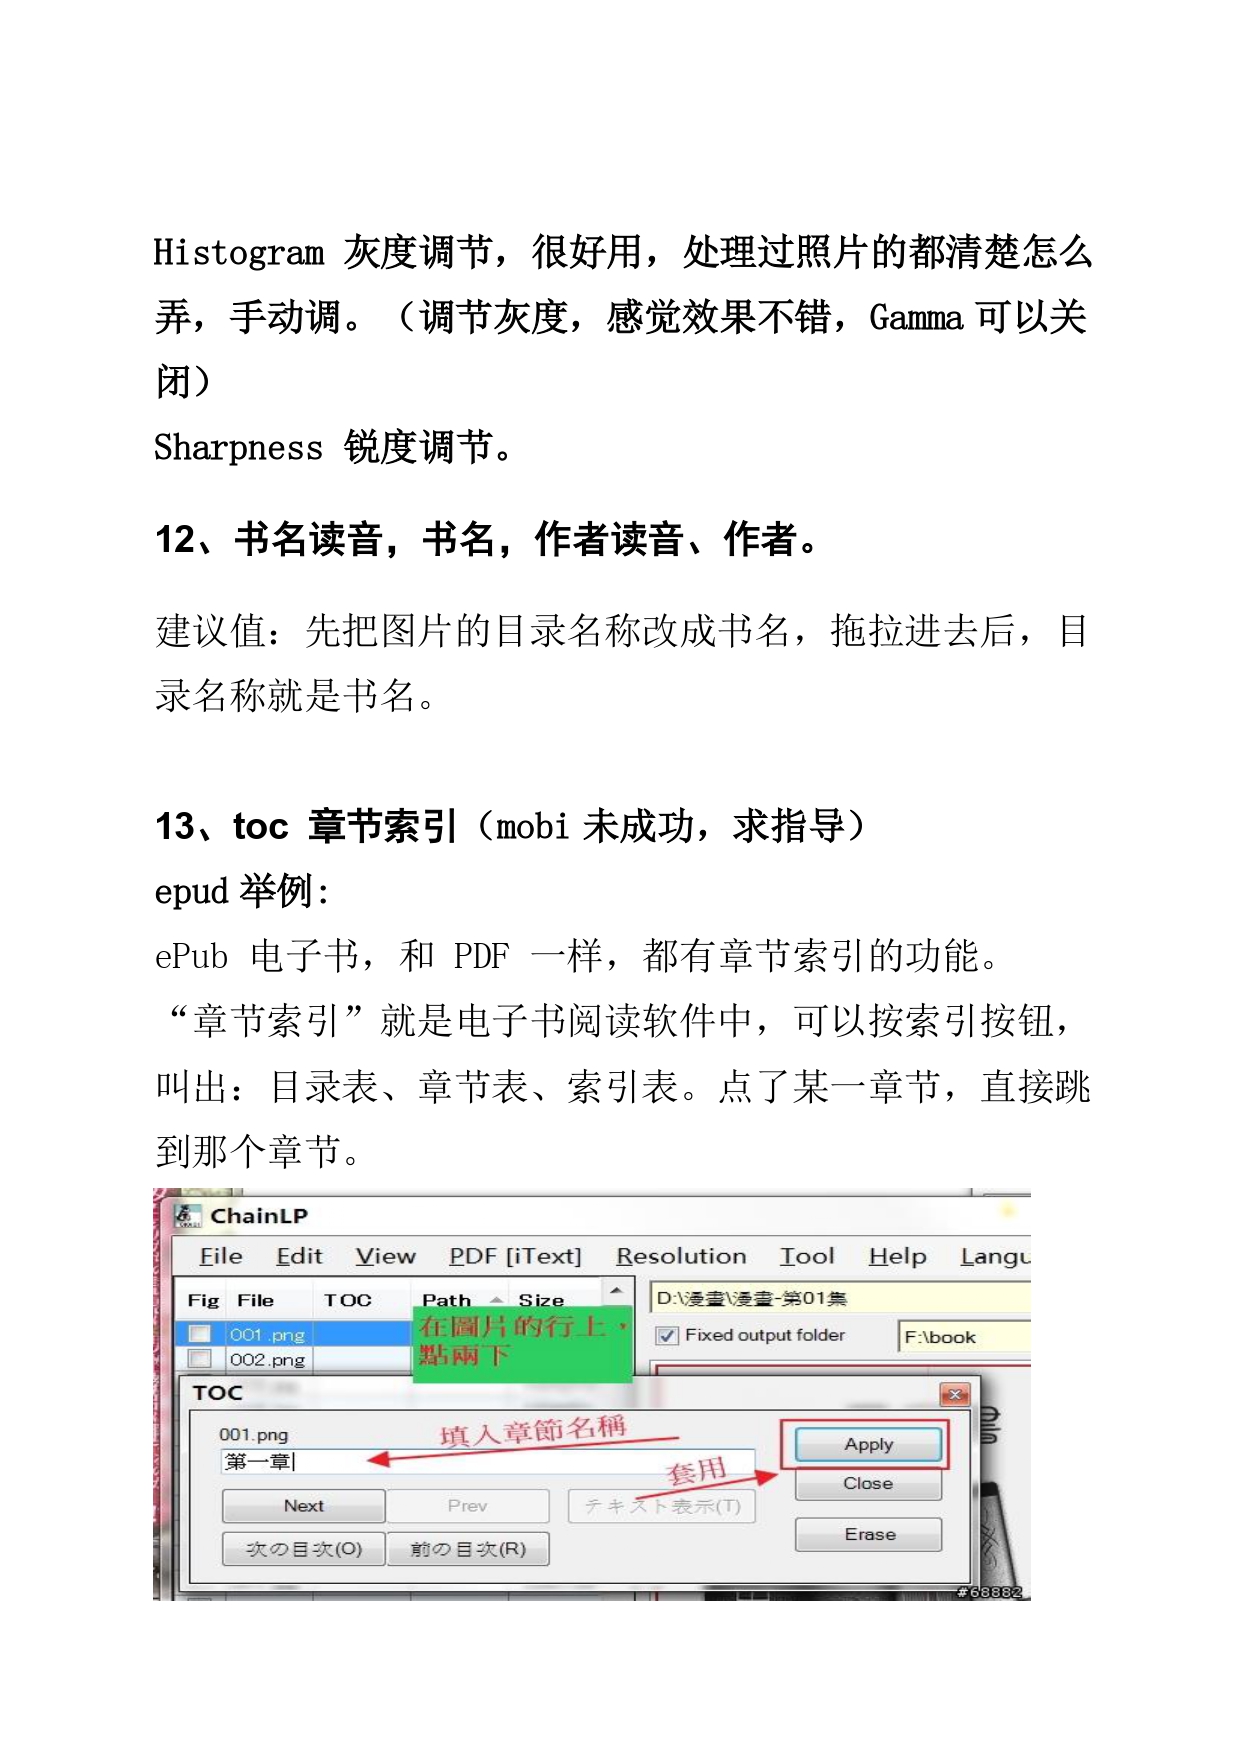 Histogram 灰度调节，很好用，处理过照片的都清楚怎么
弄，手动调。（调节灰度，感觉效果不错，Gamma 可以关
闭）
Sharpness 锐度调节。
12、书名读音，书名，作者读音、作者。
建议值：先把图片的目录名称改成书名，拖拉进去后，目
录名称就是书名。
13、toc 章节索引（mobi 未成功，求指导）
epud 举例：
ePub 电子书，和 PDF 一样，都有章节索引的功能。
“章节索引”就是电子书阅读软件中，可以按索引按钮，
叫出：目录表、章节表、索引表。点了某一章节，直接跳
到那个章节。
ChainLP
File Edit View PDF [iText] Resolution Tool Help Langu
Fig File TOC Path Size
D:\漫畫\漫畫-第01集
001.png
在圖片的行上，
點兩下
Fixed output folder
F:\book
002.png
TOC
001.png
填入章節名稱
Apply
第一章
套用
Close
Next Prev テキスト表示(T)
Erase
次の目次(O) 前の目次(R)
#68882